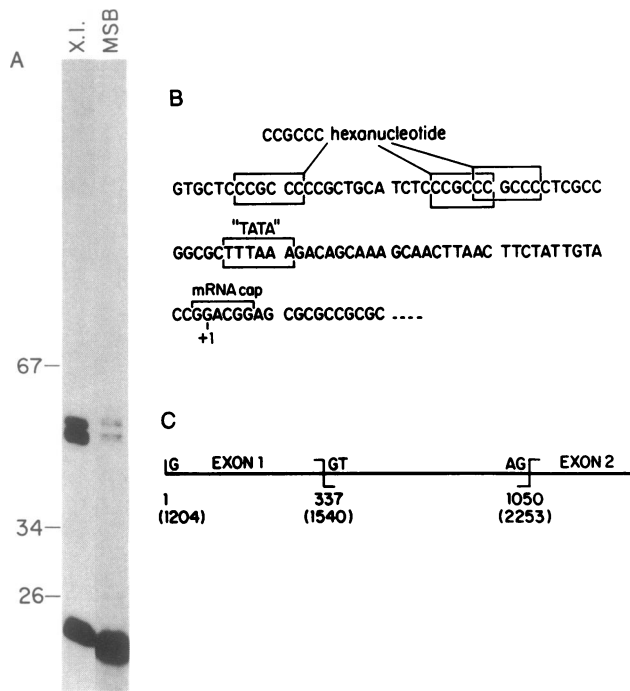 A
X.I.
MSB
67
34
26
B
CCGCCC hexanucleotide
GTGCTCCCGC CCCCGCTGCA TCTCCCGCCC GCCCCTCGCC
"TATA"
GGCGCTTTAA AGACAGCAAA GCAACTTAAC TTCTATTGTA
mRNA cap
CCGGACGGAG CGCGCCGCGC ----
+1
C
G EXON 1 GT AG EXON 2
1 337 1050
(1204) (1540) (2253)